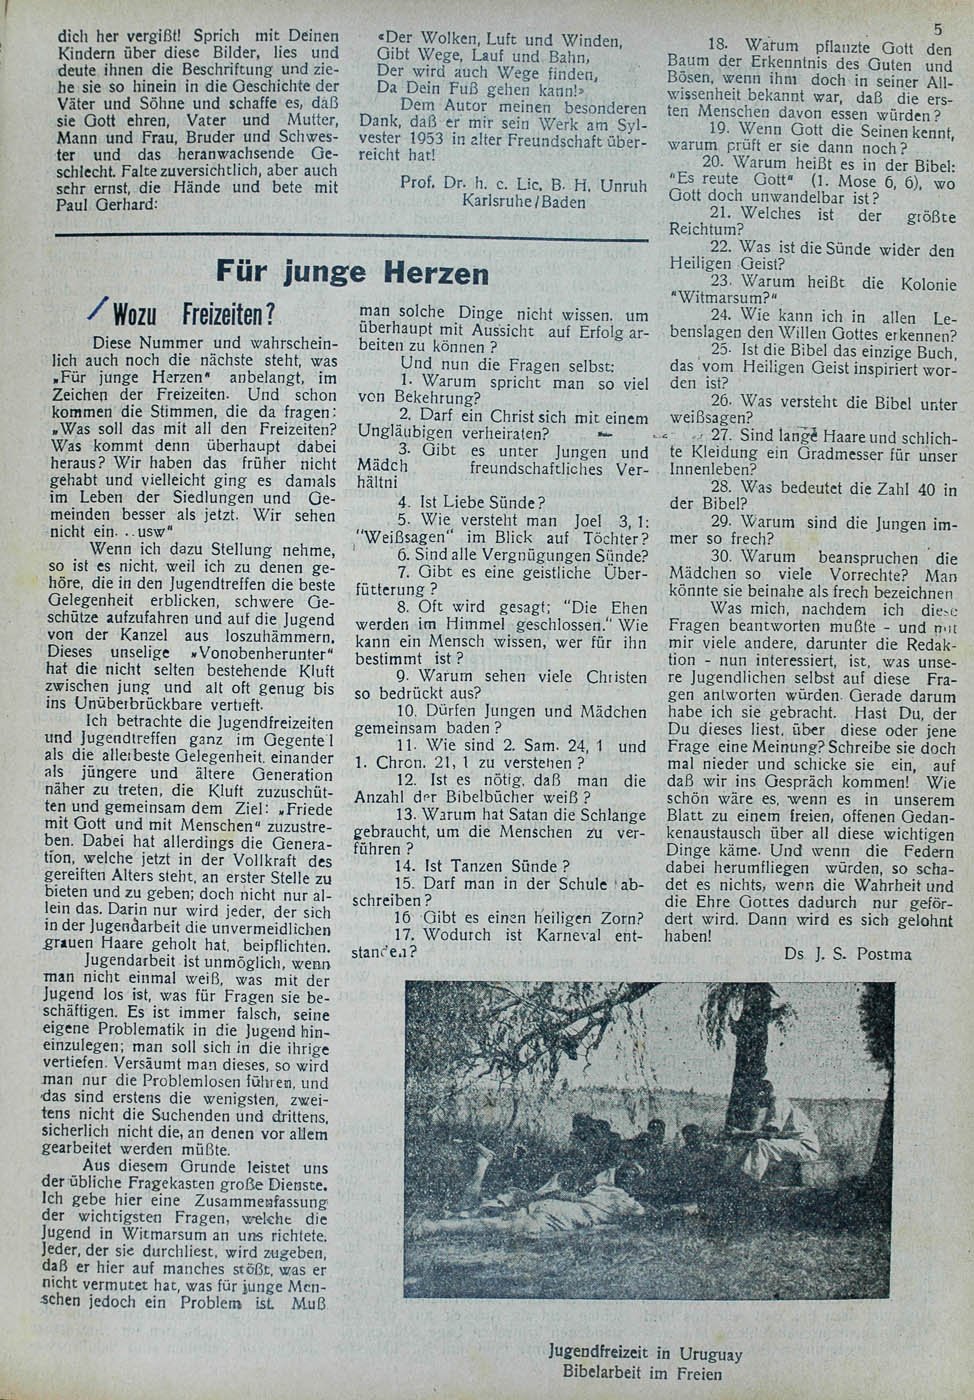 5
dich her vergißt! Sprich mit Deinen
Kindern über diese Bilder, lies und
deute ihnen die Beschriftung und zie-
he sie so hinein in die Geschichte der
Väter und Söhne und schaffe es, daß
sie Gott ehren, Vater und Mutter,
Mann und Frau, Bruder und Schwes-
ter und das heranwachsende Ge-
schlecht. Falte zuversichtlich, aber auch
sehr ernst, die Hände und bete mit
Paul Gerhard:
«Der Wolken, Luft und Winden,
Gibt Wege, Lauf und Bahn,
Der wird auch Wege finden,
Da Dein Fuß gehen kann!»
Dem Autor meinen besonderen
Dank, daß er mir sein Werk am Syl-
vester 1953 in alter Freundschaft über-
reicht hat!
Prof. Dr. h. c. Lic. B. H. Unruh
Karlsruhe/Baden
Für junge Herzen
Wozu Freizeiten?
Diese Nummer und wahrschein-
lich auch noch die nächste steht, was
„Für junge Herzen" anbelangt, im
Zeichen der Freizeiten. Und schon
kommen die Stimmen, die da fragen:
„Was soll das mit all den Freizeiten?
Was kommt denn überhaupt dabei
heraus? Wir haben das früher nicht
gehabt und vielleicht ging es damals
im Leben der Siedlungen und Ge-
meinden besser als jetzt. Wir sehen
nicht ein. . .usw"
Wenn ich dazu Stellung nehme,
so ist es nicht, weil ich zu denen ge-
höre, die in den Jugendtreffen die beste
Gelegenheit erblicken, schwere Ge-
schütze aufzufahren und auf die Jugend
von der Kanzel aus loszuhämmern.
Dieses unselige „Vonobenherunter"
hat die nicht selten bestehende Kluft
zwischen jung und alt oft genug bis
ins Unüberbrückbare vertieft.
Ich betrachte die Jugendfreizeiten
und Jugendtreffen ganz im Gegenteil
als die allerbeste Gelegenheit, einander
als jüngere und ältere Generation
näher zu treten, die Kluft zuzuschüt-
ten und gemeinsam dem Ziel: „Friede
mit Gott und mit Menschen" zuzustre-
ben. Dabei hat allerdings die Genera-
tion, welche jetzt in der Vollkraft des
gereiften Alters steht, an erster Stelle zu
bieten und zu geben; doch nicht nur al-
lein das. Darin nur wird jeder, der sich
in der Jugendarbeit die unvermeidlichen
grauen Haare geholt hat, beipflichten.
Jugendarbeit ist unmöglich, wenn
man nicht einmal weiß, was mit der
Jugend los ist, was für Fragen sie be-
schäftigen. Es ist immer falsch, seine
eigene Problematik in die Jugend hin-
einzulegen; man soll sich in die ihrige
vertiefen. Versäumt man dieses, so wird
man nur die Problemlosen führen, und
das sind erstens die wenigsten, zwei-
tens nicht die Suchenden und drittens,
sicherlich nicht die, an denen vor allem
gearbeitet werden müßte.
Aus diesem Grunde leistet uns
der übliche Fragekasten große Dienste.
Ich gebe hier eine Zusammenfassung
der wichtigsten Fragen, welche die
Jugend in Witmarsum an uns richtete.
Jeder, der sie durchliest, wird zugeben,
daß er hier auf manches stößt, was er
nicht vermutet hat, was für junge Men-
schen jedoch ein Problem ist. Muß
man solche Dinge nicht wissen, um
überhaupt mit Aussicht auf Erfolg ar-
beiten zu können ?
Und nun die Fragen selbst:
1. Warum spricht man so viel
von Bekehrung?
2. Darf ein Christ sich mit einem
Ungläubigen verheiraten?
3. Gibt es unter Jungen und
Mädch freundschaftliches Ver-
hältni
4. Ist Liebe Sünde?
5. Wie versteht man Joel 3, 1:
"Weißsagen" im Blick auf Töchter?
6. Sind alle Vergnügungen Sünde?
7. Gibt es eine geistliche Über-
fütterung ?
8. Oft wird gesagt; "Die Ehen
werden im Himmel geschlossen." Wie
kann ein Mensch wissen, wer für ihn
bestimmt ist ?
9. Warum sehen viele Christen
so bedrückt aus?
10. Dürfen Jungen und Mädchen
gemeinsam baden ?
11. Wie sind 2. Sam. 24, 1 und
1. Chron. 21, 1 zu verstehen ?
12. Ist es nötig, daß man die
Anzahl der Bibelbücher weiß ?
13. Warum hat Satan die Schlange
gebraucht, um die Menschen zu ver-
führen ?
14. Ist Tanzen Sünde ?
15. Darf man in der Schule ab-
schreiben ?
16 Gibt es einen heiligen Zorn?
17. Wodurch ist Karneval ent-
standen?
18. Warum pflanzte Gott den
Baum der Erkenntnis des Guten und
Bösen, wenn ihm doch in seiner All-
wissenheit bekannt war, daß die ers-
ten Menschen davon essen würden?
19. Wenn Gott die Seinen kennt,
warum prüft er sie dann noch?
20. Warum heißt es in der Bibel:
"Es reute Gott" (1. Mose 6, 6), wo
Gott doch unwandelbar ist?
21. Welches ist der größte
Reichtum?
22. Was ist die Sünde wider den
Heiligen Geist?
23. Warum heißt die Kolonie
"Witmarsum?"
24. Wie kann ich in allen Le-
benslagen den Willen Gottes erkennen?
25. Ist die Bibel das einzige Buch,
das vom Heiligen Geist inspiriert wor-
den ist?
26. Was versteht die Bibel unter
weißsagen?
27. Sind lange Haare und schlich-
te Kleidung ein Gradmesser für unser
Innenleben?
28. Was bedeutet die Zahl 40 in
der Bibel?
29. Warum sind die Jungen im-
mer so frech?
30. Warum beanspruchen die
Mädchen so viele Vorrechte? Man
könnte sie beinahe als frech bezeichnen
Was mich, nachdem ich diese
Fragen beantworten mußte - und mit
mir viele andere, darunter die Redak-
tion - nun interessiert, ist, was unse-
re Jugendlichen selbst auf diese Fra-
gen antworten würden. Gerade darum
habe ich sie gebracht. Hast Du, der
Du dieses liest, über diese oder jene
Frage eine Meinung? Schreibe sie doch
mal nieder und schicke sie ein, auf
daß wir ins Gespräch kommen! Wie
schön wäre es, wenn es in unserem
Blatt zu einem freien, offenen Gedan-
kenaustausch über all diese wichtigen
Dinge käme. Und wenn die Federn
dabei herumfliegen würden, so scha-
det es nichts, wenn die Wahrheit und
die Ehre Gottes dadurch nur geför-
dert wird. Dann wird es sich gelohnt
haben!
Ds J. S. Postma
Jugendfreizeit in Uruguay
Bibelarbeit im Freien